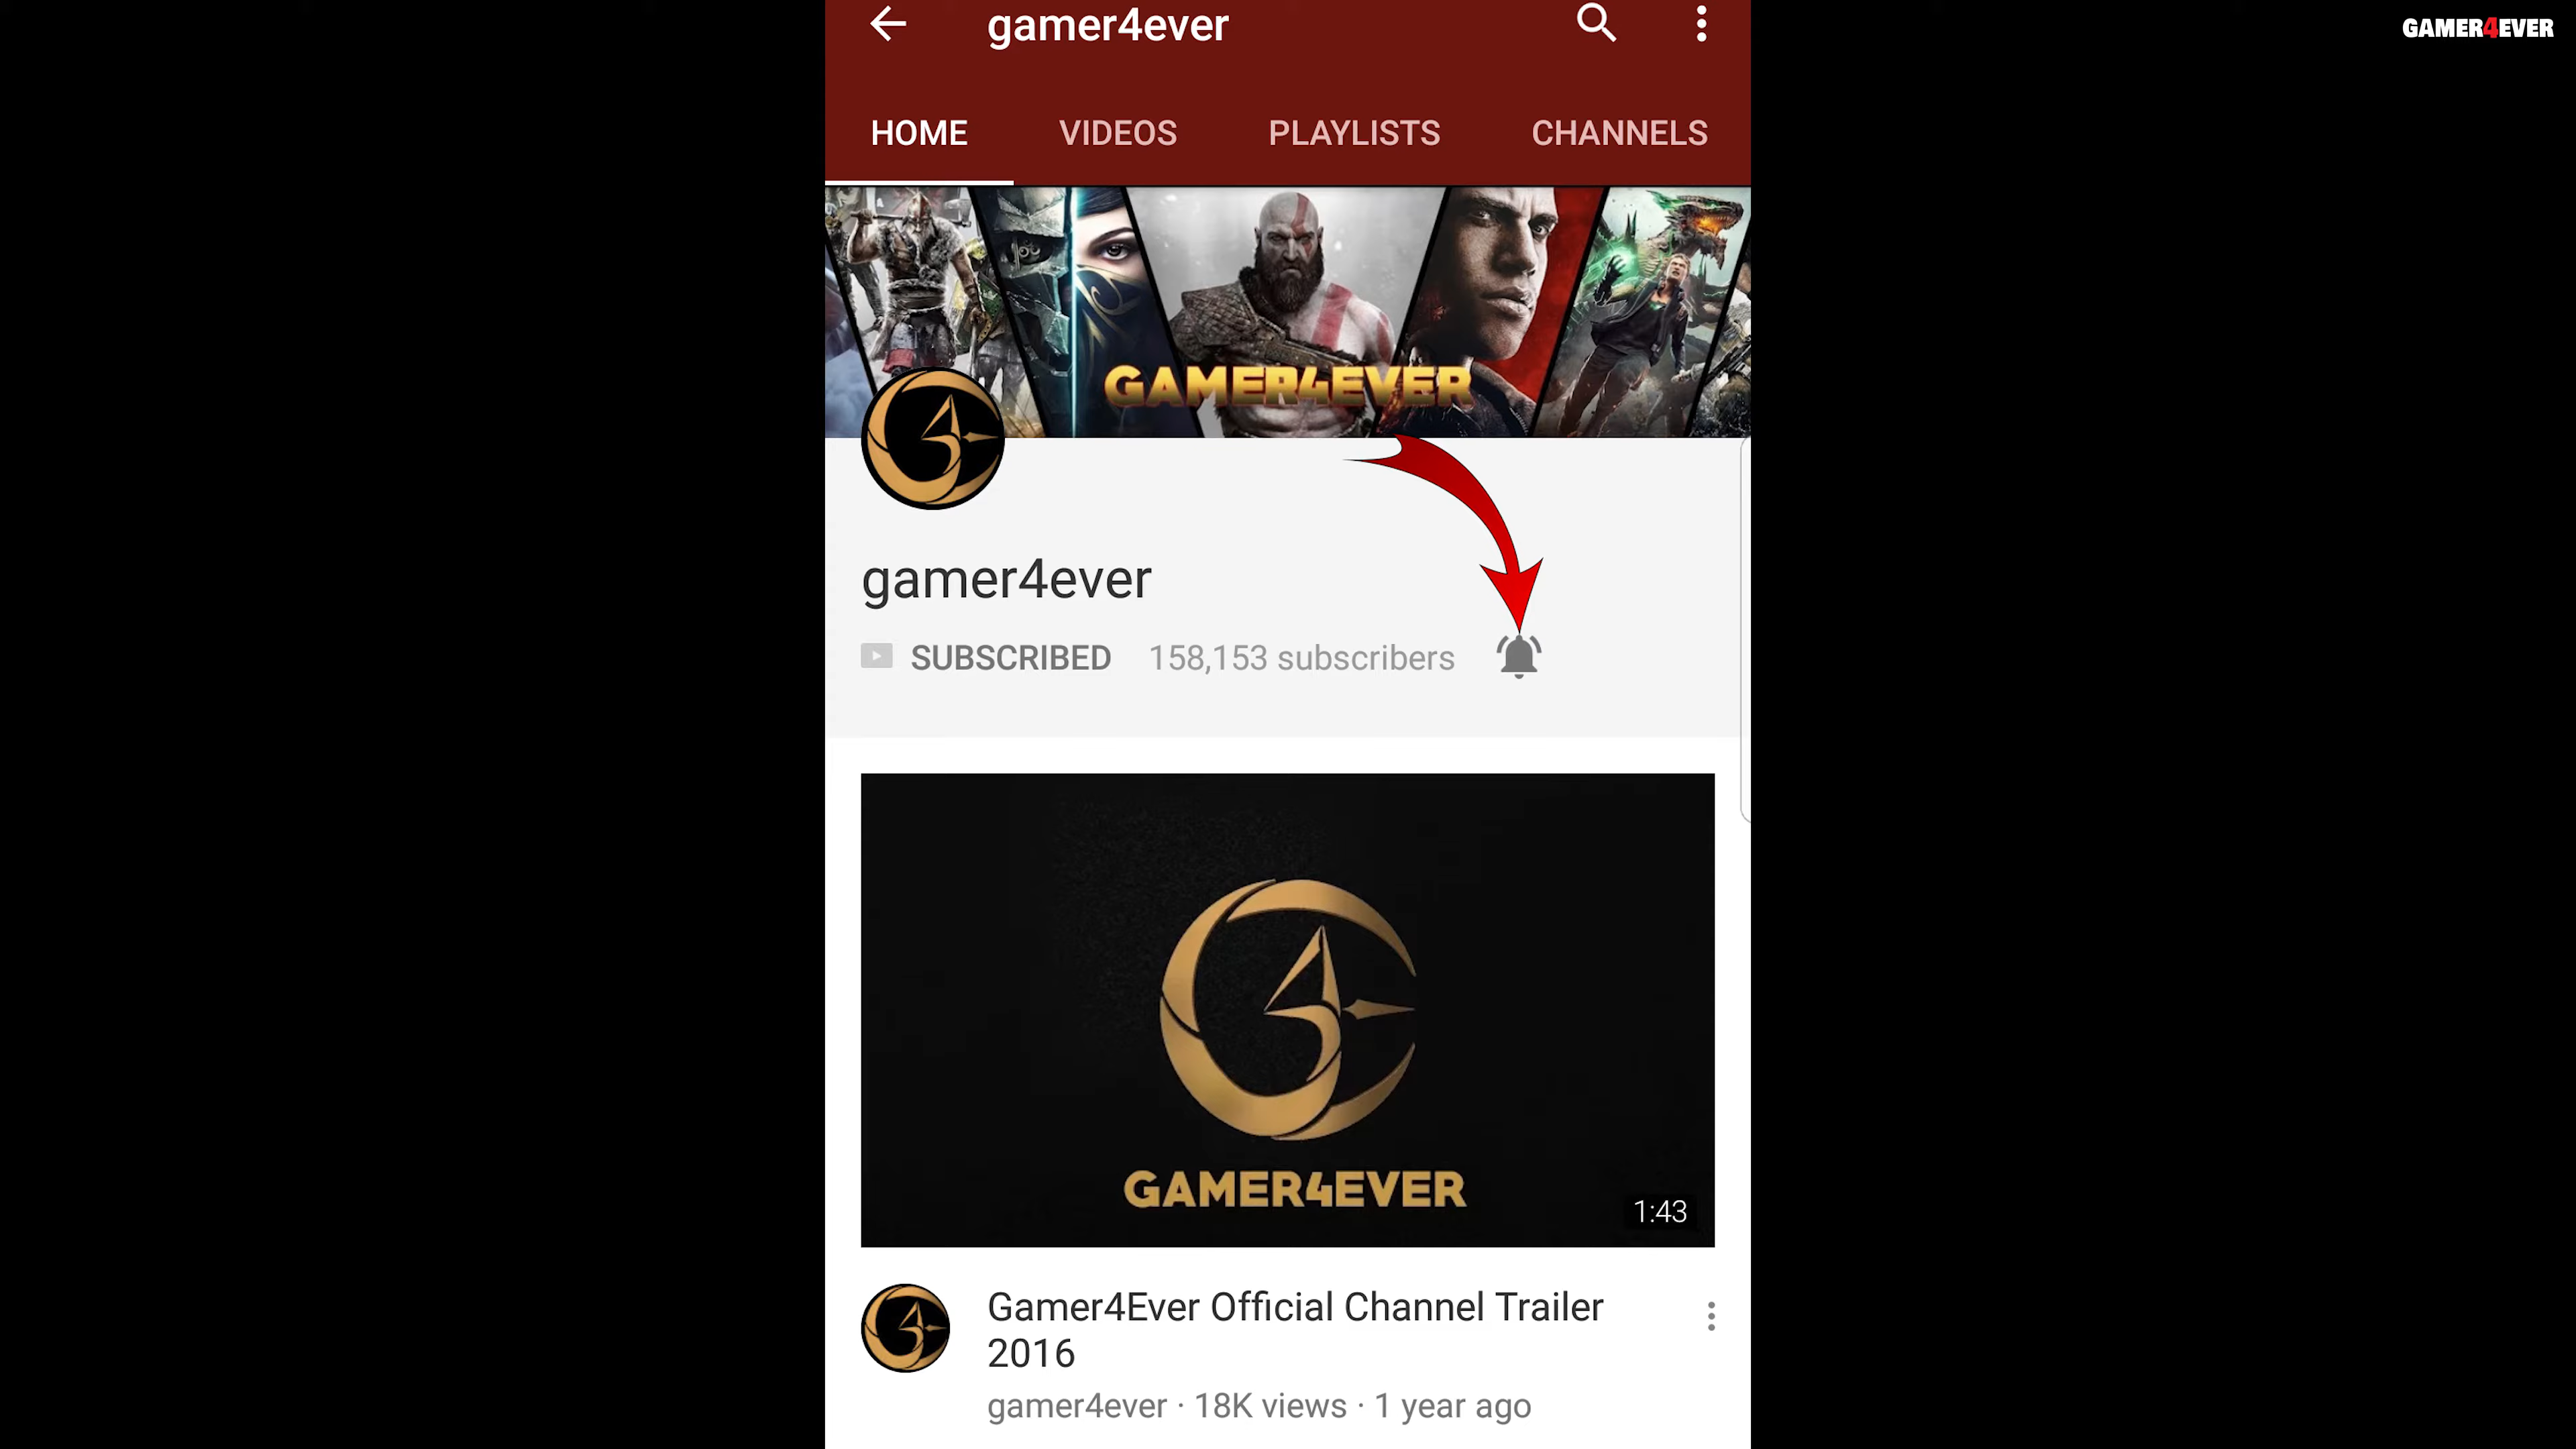 gamer4ever
GAMER4EVER
HOME VIDEOS PLAYLISTS CHANNELS
GAMER4EVER
gamer4ever
SUBSCRIBED 158,153 subscribers
GAMER4EVER
1:43
Gamer4Ever Official Channel Trailer
2016
gamer4ever · 18K views · 1 year ago